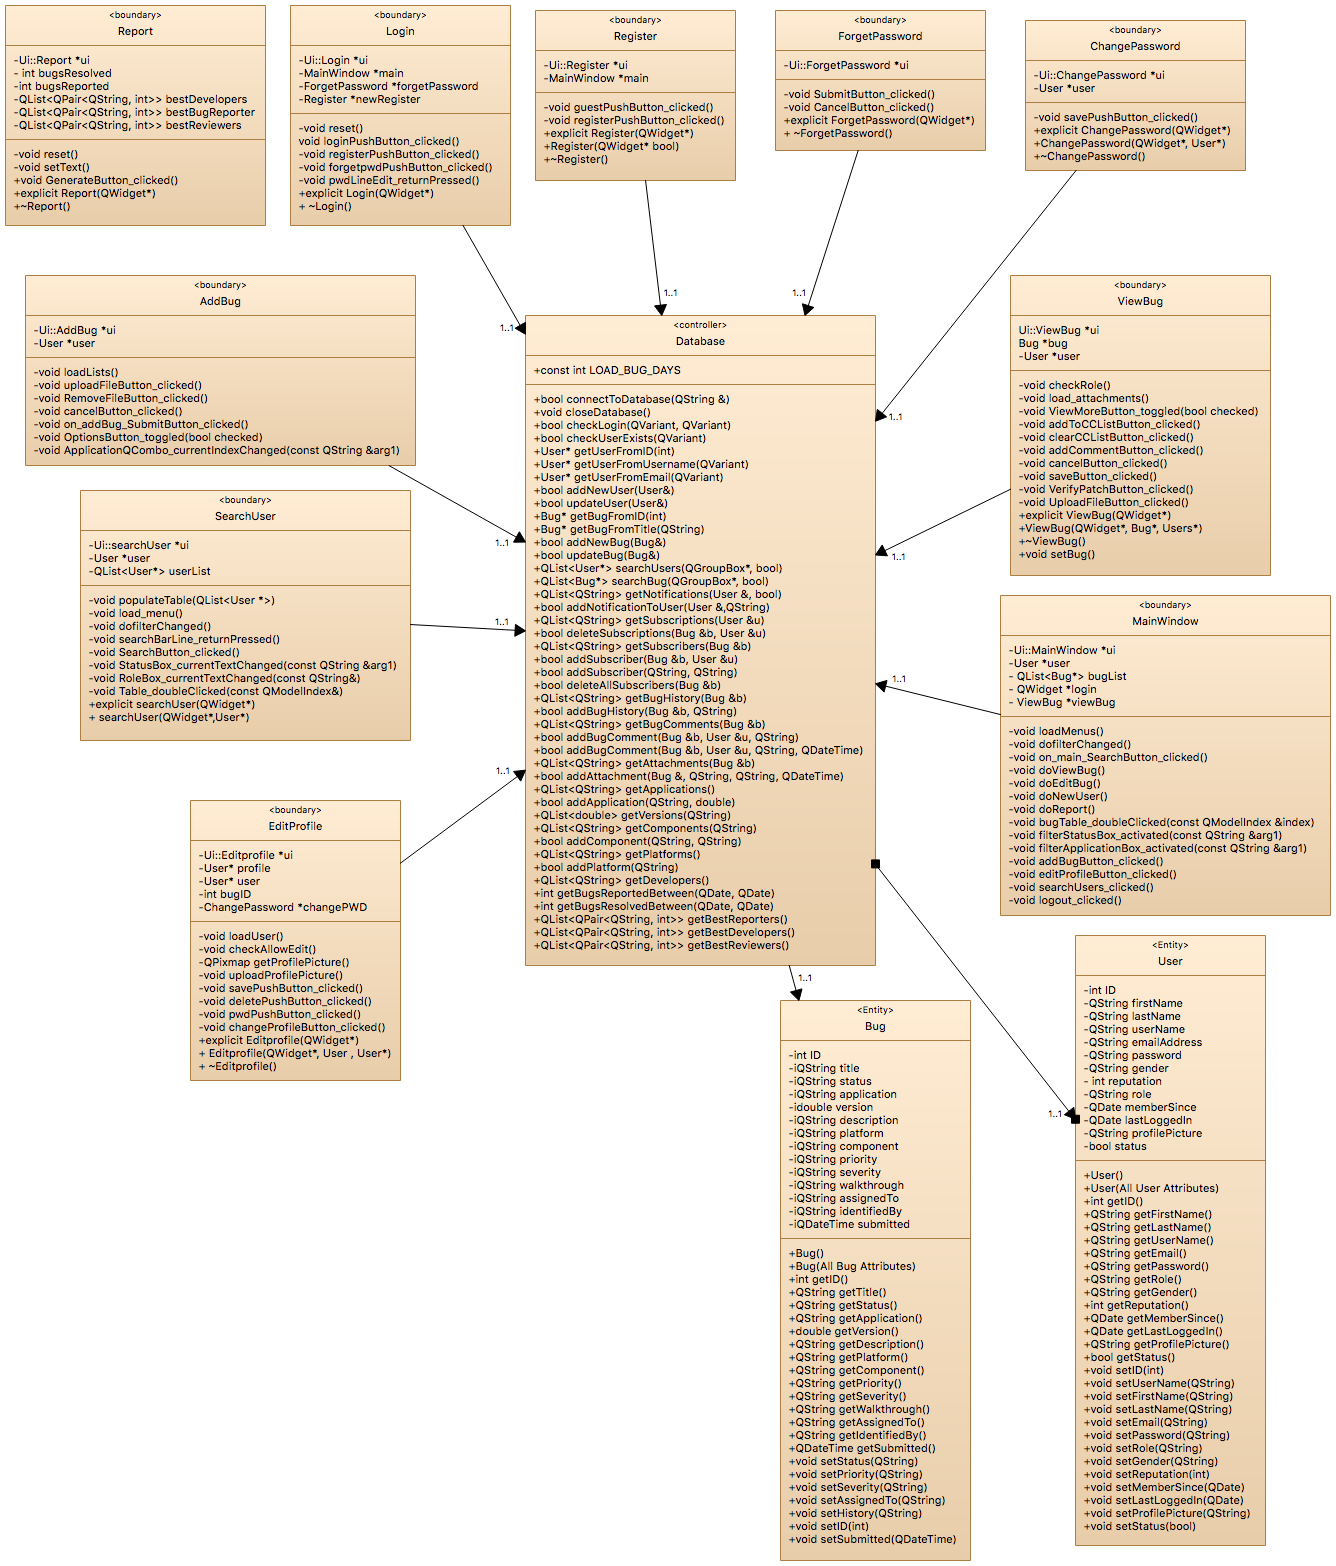 <boundary>
Report
-Ui::Report *ui
- int bugsResolved
-int bugsReported
-QList<QPair<QString, int>> bestDevelopers
-QList<QPair<QString, int>> bestBugReporter
-QList<QPair<QString, int>> bestReviewers
-void reset()
-void setText()
+void GenerateButton_clicked()
+explicit Report(QWidget*)
+~Report()
<boundary>
Login
-Ui::Login *ui
-MainWindow *main
-ForgetPassword *forgetPassword
-Register *newRegister
-void reset()
void loginPushButton_clicked()
-void registerPushButton_clicked()
-void forgetpwdPushButton_clicked()
-void pwdLineEdit_returnPressed()
+explicit Login(QWidget*)
+ ~Login()
<boundary>
Register
-Ui::Register *ui
-MainWindow *main
-void guestPushButton_clicked()
-void registerPushButton_clicked()
+explicit Register(QWidget*)
+Register(QWidget* bool)
+~Register()
<boundary>
ForgetPassword
-Ui::ForgetPassword *ui
-void SubmitButton_clicked()
-void CancelButton_clicked()
+explicit ForgetPassword(QWidget*)
+ ~ForgetPassword()
<boundary>
ChangePassword
-Ui::ChangePassword *ui
-User *user
-void savePushButton_clicked()
+explicit ChangePassword(QWidget*)
+ChangePassword(QWidget*, User*)
+~ChangePassword()
<boundary>
AddBug
-Ui::AddBug *ui
-User *user
-void loadLists()
-void uploadFileButton_clicked()
-void RemoveFileButton_clicked()
-void cancelButton_clicked()
-void on_addBug_SubmitButton_clicked()
-void OptionsButton_toggled(bool checked)
-void ApplicationQCombo_currentIndexChanged(const QString &arg1)
1..1
1..1
1..1
1..1
1..1
<controller>
Database
+const int LOAD_BUG_DAYS
+bool connectToDatabase(QString &)
+void closeDatabase()
+bool checkLogin(QVariant, QVariant)
+bool checkUserExists(QVariant)
+User* getUserFromID(int)
+User* getUserFromUsername(QVariant)
+User* getUserFromEmail(QVariant)
+bool addNewUser(User&)
+bool updateUser(User&)
+Bug* getBugFromID(int)
+Bug* getBugFromTitle(QString)
+bool addNewBug(Bug&)
+bool updateBug(Bug&)
+QList<User*> searchUsers(QGroupBox*, bool)
+QList<Bug*> searchBug(QGroupBox*, bool)
+QList<QString> getNotifications(User &, bool)
+bool addNotificationToUser(User &,QString)
+QList<QString> getSubscriptions(User &u)
+bool deleteSubscriptions(Bug &b, User &u)
+QList<QString> getSubscribers(Bug &b)
+bool addSubscriber(Bug &b, User &u)
+bool addSubscriber(QString, QString)
+bool deleteAllSubscribers(Bug &b)
+QList<QString> getBugHistory(Bug &b)
+bool addBugHistory(Bug &b, QString)
+QList<QString> getBugComments(Bug &b)
+bool addBugComment(Bug &b, User &u, QString)
+bool addBugComment(Bug &b, User &u, QString, QDateTime)
+QList<QString> getAttachments(Bug &b)
+bool addAttachment(Bug &, QString, QString, QDateTime)
+QList<QString> getApplications()
+bool addApplication(QString, double)
+QList<double> getVersions(QString)
+QList<QString> getComponents(QString)
+bool addComponent(QString, QString)
+QList<QString> getPlatforms()
+bool addPlatform(QString)
+QList<QString> getDevelopers()
+int getBugsReportedBetween(QDate, QDate)
+int getBugsResolvedBetween(QDate, QDate)
+QList<QPair<QString, int>> getBestReporters()
+QList<QPair<QString, int>> getBestDevelopers()
+QList<QPair<QString, int>> getBestReviewers()
<boundary>
ViewBug
Ui::ViewBug *ui
Bug *bug
-User *user
-void checkRole()
-void load_attachments()
-void ViewMoreButton_toggled(bool checked)
-void addToCCListButton_clicked()
-void clearCCListButton_clicked()
-void addCommentButton_clicked()
-void cancelButton_clicked()
-void saveButton_clicked()
-void VerifyPatchButton_clicked()
-void UploadFileButton_clicked()
+explicit ViewBug(QWidget*)
+ViewBug(QWidget*, Bug*, Users*)
+~ViewBug()
+void setBug()
1..1
<boundary>
SearchUser
-Ui::searchUser *ui
-User *user
-QList<User*> userList
-void populateTable(QList<User *>)
-void load_menu()
-void dofilterChanged()
-void searchBarLine_returnPressed()
-void SearchButton_clicked()
-void StatusBox_currentTextChanged(const QString &arg1)
-void RoleBox_currentTextChanged(const QString&)
-void Table_doubleClicked(const QModelIndex&)
+explicit searchUser(QWidget*)
+ searchUser(QWidget*,User*)
1..1
<boundary>
MainWindow
-Ui::MainWindow *ui
-User *user
- QList<Bug*> bugList
- QWidget *login
- ViewBug *viewBug
-void loadMenus()
-void dofilterChanged()
-void on_main_SearchButton_clicked()
-void doViewBug()
-void doEditBug()
-void doNewUser()
-void doReport()
-void bugTable_doubleClicked(const QModelIndex &index)
-void filterStatusBox_activated(const QString &arg1)
-void filterApplicationBox_activated(const QString &arg1)
-void addBugButton_clicked()
-void editProfileButton_clicked()
-void searchUsers_clicked()
-void logout_clicked()
1..1
<boundary>
EditProfile
-Ui::Editprofile *ui
-User* profile
-User* user
-int bugID
-ChangePassword *changePWD
-void loadUser()
-void checkAllowEdit()
-QPixmap getProfilePicture()
-void uploadProfilePicture()
-void savePushButton_clicked()
-void deletePushButton_clicked()
-void pwdPushButton_clicked()
-void changeProfileButton_clicked()
+explicit Editprofile(QWidget*)
+ Editprofile(QWidget*, User , User*)
+ ~Editprofile()
1..1
1..1
<Entity>
Bug
-int ID
-iQString title
-iQString status
-iQString application
-idouble version
-iQString description
-iQString platform
-iQString component
-iQString priority
-iQString severity
-iQString walkthrough
-iQString assignedTo
-iQString identifiedBy
-iQDateTime submitted
+Bug()
+Bug(All Bug Attributes)
+int getID()
+QString getTitle()
+QString getStatus()
+QString getApplication()
+double getVersion()
+QString getDescription()
+QString getPlatform()
+QString getComponent()
+QString getPriority()
+QString getSeverity()
+QString getWalkthrough()
+QString getAssignedTo()
+QString getIdentifiedBy()
+QDateTime getSubmitted()
+void setStatus(QString)
+void setPriority(QString)
+void setSeverity(QString)
+void setAssignedTo(QString)
+void setHistory(QString)
+void setID(int)
+void setSubmitted(QDateTime)
1..1
<Entity>
User
-int ID
-QString firstName
-QString lastName
-QString userName
-QString emailAddress
-QString password
-QString gender
- int reputation
-QString role
-QDate memberSince
-QDate lastLoggedIn
-QString profilePicture
-bool status
+User()
+User(All User Attributes)
+int getID()
+QString getFirstName()
+QString getLastName()
+QString getUserName()
+QString getEmail()
+QString getPassword()
+QString getRole()
+QString getGender()
+int getReputation()
+QDate getMemberSince()
+QDate getLastLoggedIn()
+QString getProfilePicture()
+bool getStatus()
+void setID(int)
+void setUserName(QString)
+void setFirstName(QString)
+void setLastName(QString)
+void setEmail(QString)
+void setPassword(QString)
+void setRole(QString)
+void setGender(QString)
+void setReputation(int)
+void setMemberSince(QDate)
+void setLastLoggedIn(QDate)
+void setProfilePicture(QString)
+void setStatus(bool)